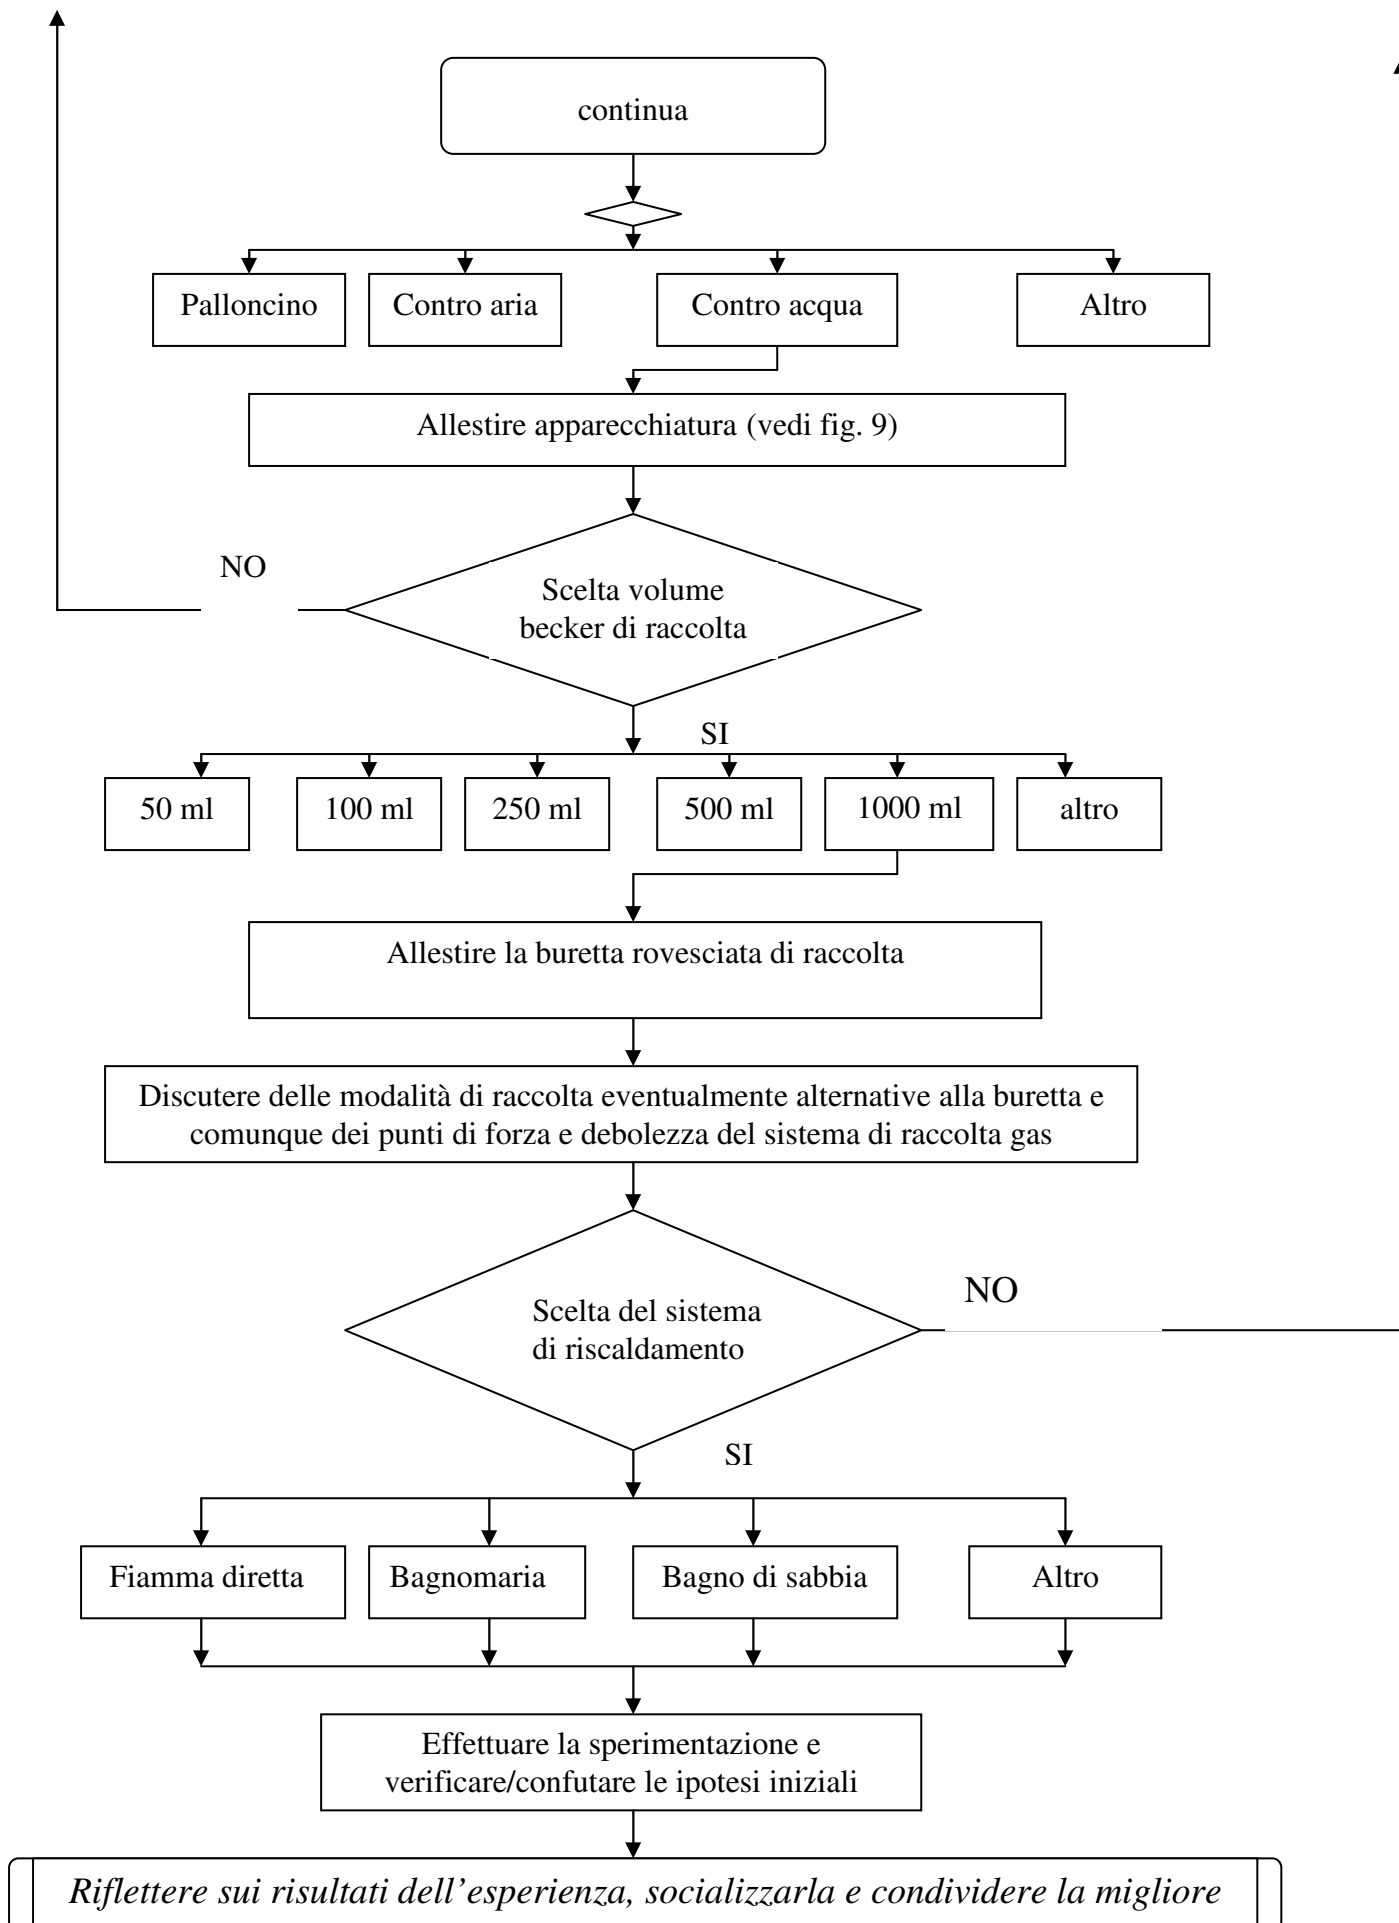 continua
Palloncino
Contro aria
Contro acqua
Altro
Allestire apparecchiatura (vedi fig. 9)
NO
Scelta volume
becker di raccolta
SI
50 ml
100 ml
250 ml
500 ml
1000 ml
altro
Allestire la buretta rovesciata di raccolta
Discutere delle modalità di raccolta eventualmente alternative alla buretta e
comunque dei punti di forza e debolezza del sistema di raccolta gas
NO
Scelta del sistema
di riscaldamento
SI
Fiamma diretta
Bagnomaria
Bagno di sabbia
Altro
Effettuare la sperimentazione e
verificare/confutare le ipotesi iniziali
Riflettere sui risultati dell’esperienza, socializzarla e condividere la migliore